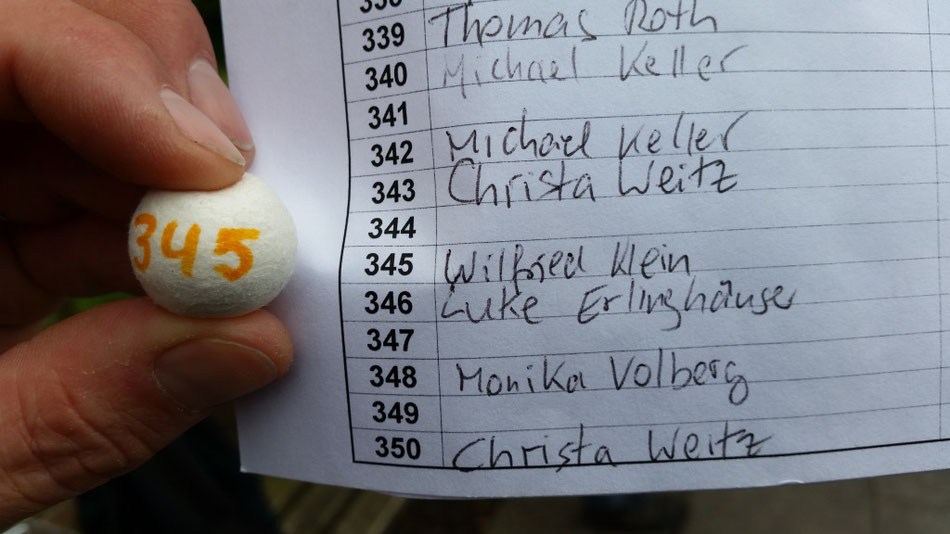 345
338
339 Thomas Roth
340 Michael Keller
341
342 Michael Keller
343 Christa Weitz
344
345 Wilfried Klein
346 Luke Erlinghäuser
347
348 Monika Volberg
349
350 Christa Weitz